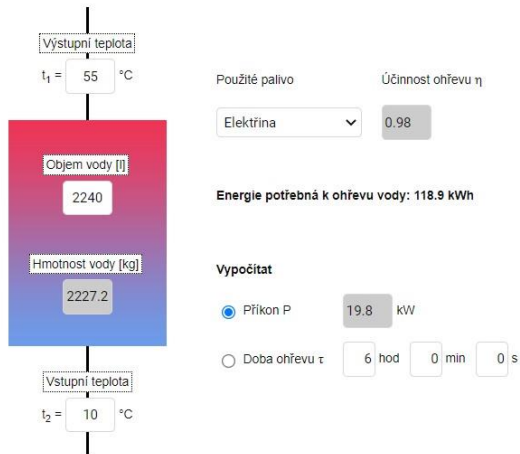 Výstupní teplota
t1 = 55 °C
Použité palivo
Účinnost ohřevu η
Elektřina
0.98
Objem vody [l]
2240
Energie potřebná k ohřevu vody: 118.9 kWh
Hmotnost vody [kg]
2227.2
Vypočítat
Příkon P 19.8 kW
Doba ohřevu τ 6 hod 0 min 0 s
Vstupní teplota
t2 = 10 °C